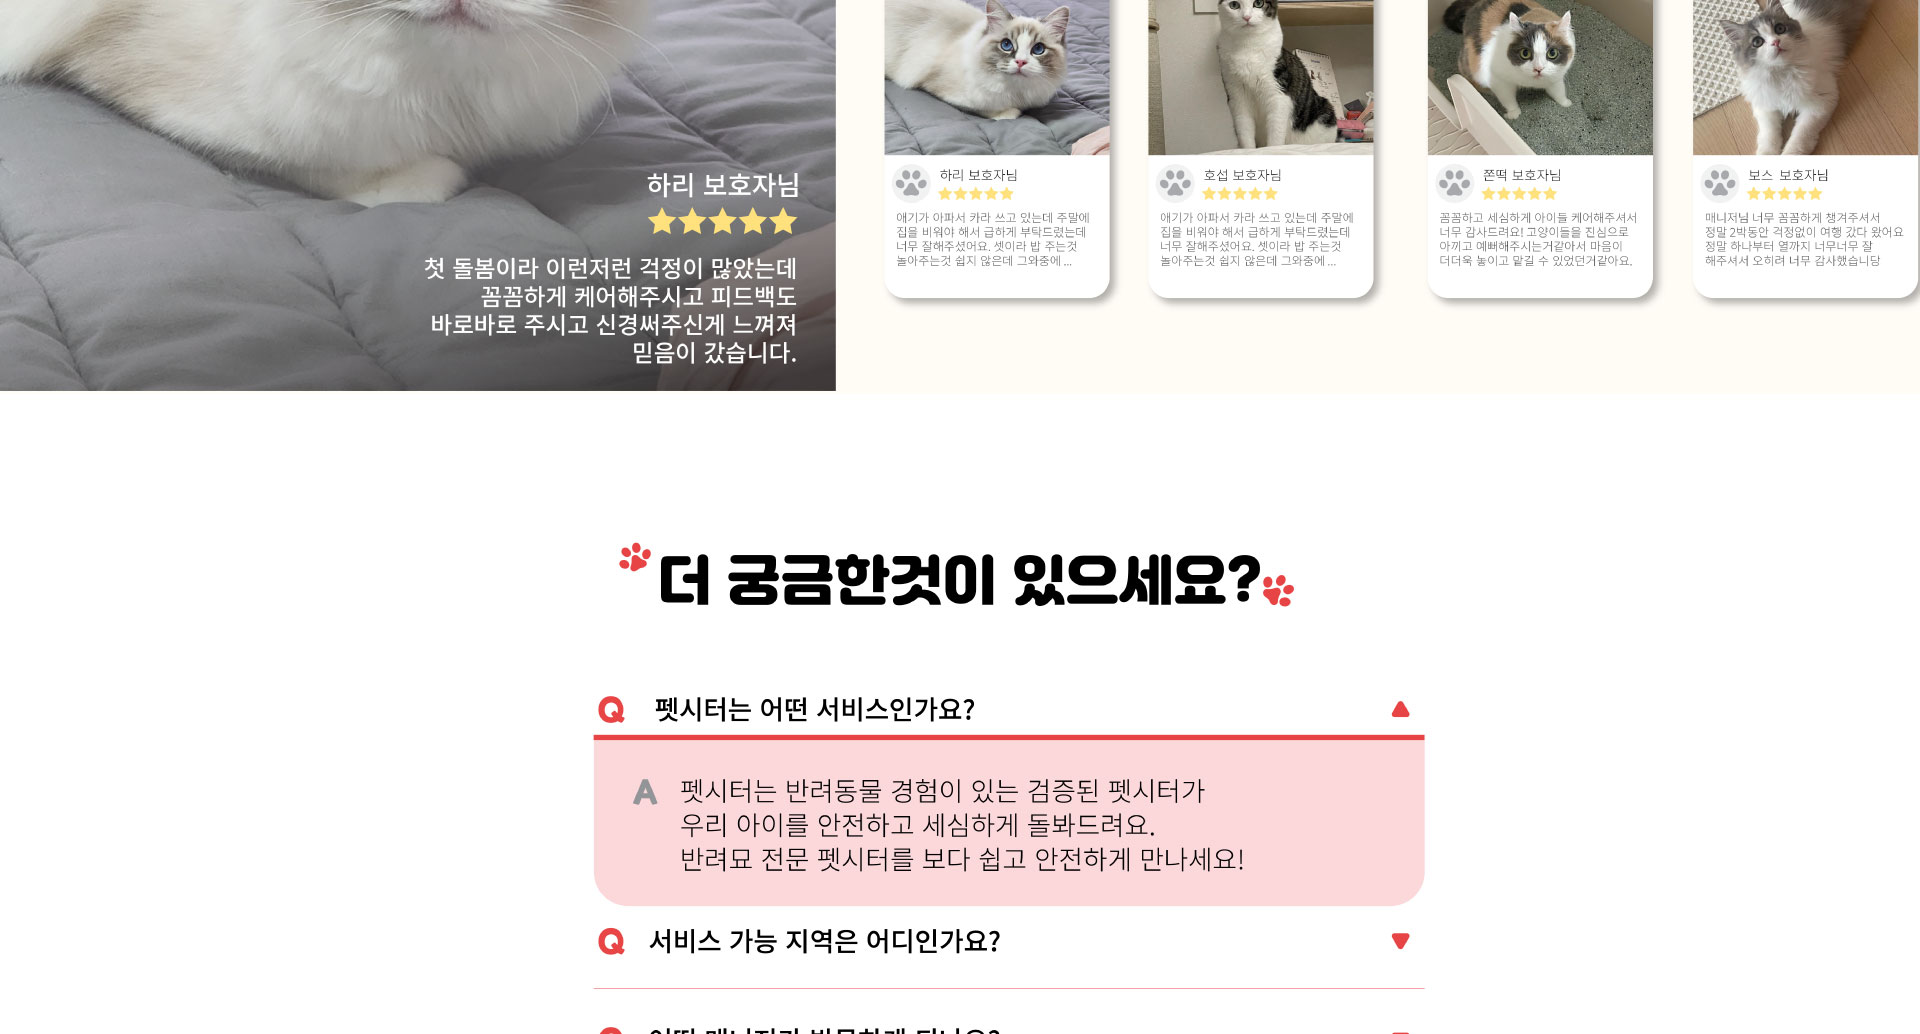 하리 보호자님
첫 돌봄이라 이런저런 걱정이 많았는데
꼼꼼하게 케어해주시고 피드백도
바로바로 주시고 신경써주신게 느껴져
믿음이 갔습니다.
하리 보호자님
애기가 아파서 카라 쓰고 있는데 주말에
집을 비워야 해서 급하게 부탁드렸는데
너무 잘해주셨어요. 셋이라 밥 주는것
놀아주는것 쉽지 않은데 그와중에 ...
호섭 보호자님
애기가 아파서 카라 쓰고 있는데 주말에
집을 비워야 해서 급하게 부탁드렸는데
너무 잘해주셨어요. 셋이라 밥 주는것
놀아주는것 쉽지 않은데 그와중에 ...
쫀떡 보호자님
꼼꼼하고 세심하게 아이들 케어해주셔서
너무 감사드려요! 고양이들을 진심으로
아끼고 예뻐해주시는거같아서 마음이
더더욱 놓이고 맡길 수 있었던거같아요.
보스 보호자님
매니저님 너무 꼼꼼하게 챙겨주셔서
정말 2박동안 걱정없이 여행 갔다 왔어요
정말 하나부터 열까지 너무너무 잘
해주셔서 오히려 너무 감사했습니당
더 궁금한것이 있으세요?
Q 펫시터는 어떤 서비스인가요?
A 펫시터는 반려동물 경험이 있는 검증된 펫시터가
우리 아이를 안전하고 세심하게 돌봐드려요.
반려묘 전문 펫시터를 보다 쉽고 안전하게 만나세요!
Q 서비스 가능 지역은 어디인가요?